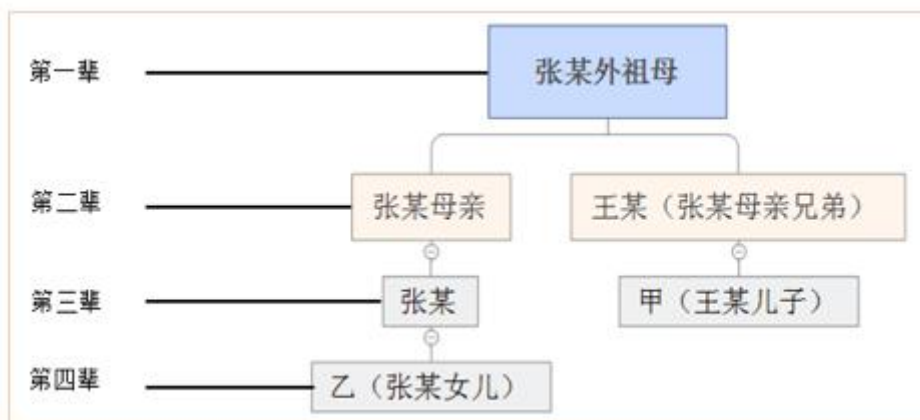 第一辈
张某外祖母
第二辈
张某母亲
王某（张某母亲兄弟）
第三辈
张某
甲（王某儿子）
第四辈
乙（张某女儿）